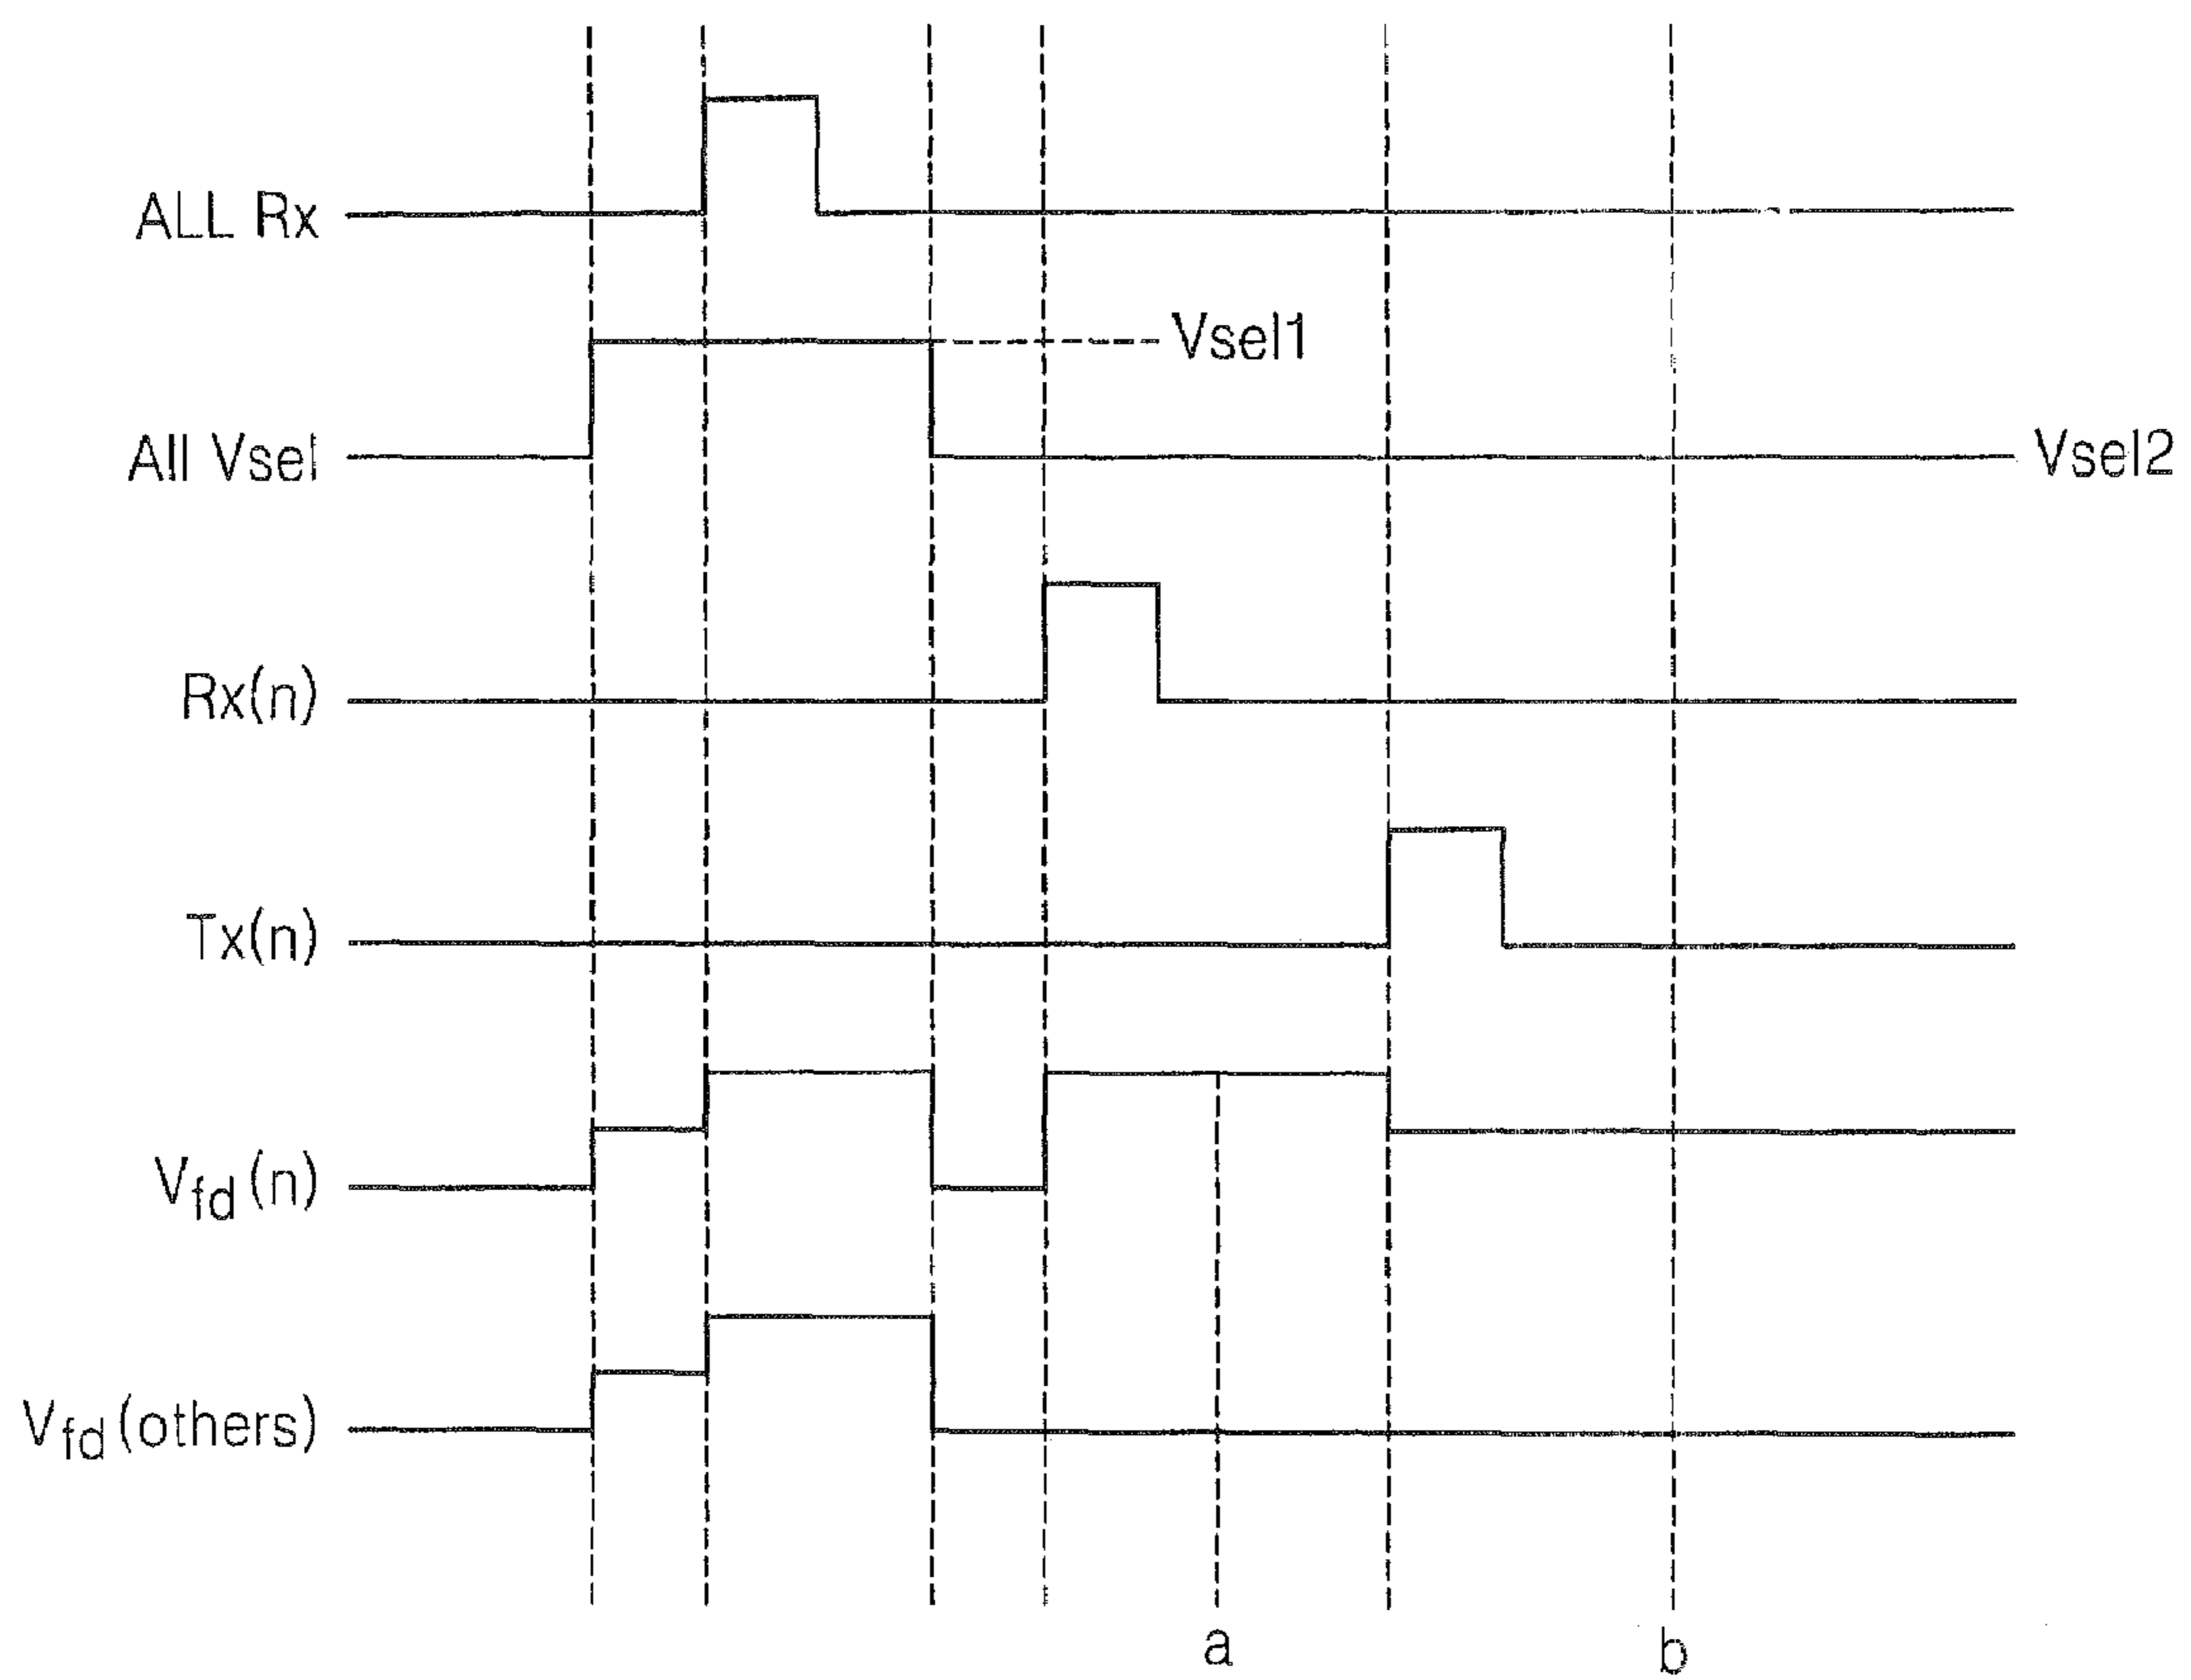 ALL Rx
Vsel1
All Vsel
Vsel2
Rx(n)
Tx(n)
Vfd(n)
Vfd(others)
a
b